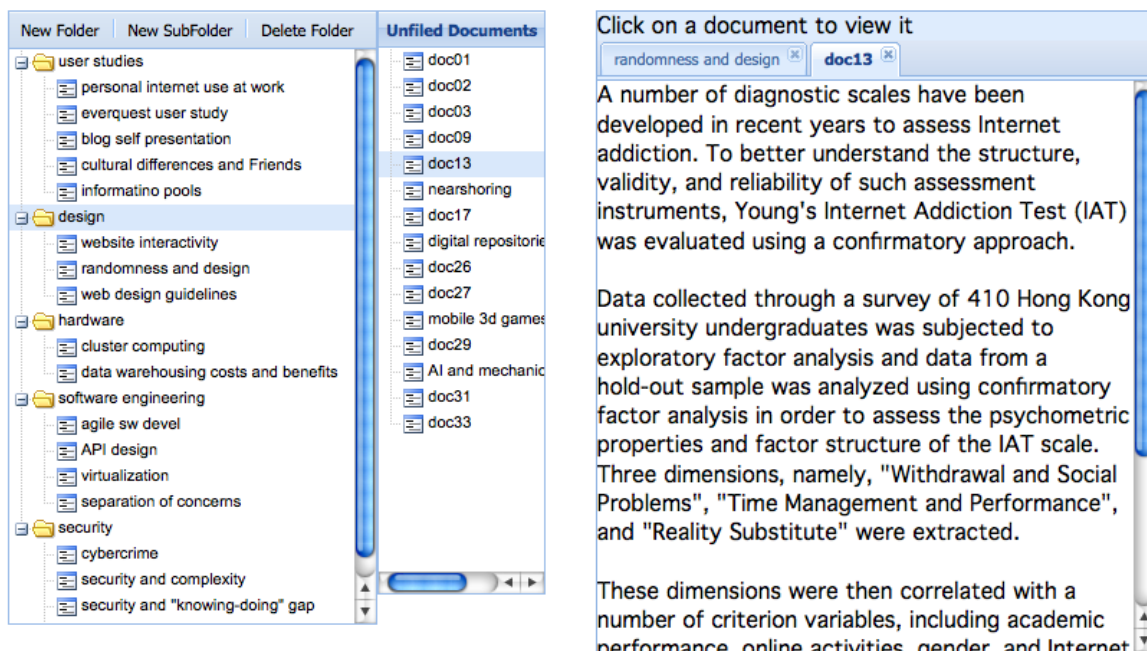 New Folder New SubFolder Delete Folder
user studies
personal internet use at work
everquest user study
blog self presentation
cultural differences and Friends
informatino pools
design
website interactivity
randomness and design
web design guidelines
hardware
cluster computing
data warehousing costs and benefits
software engineering
agile sw devel
API design
virtualization
separation of concerns
security
cybercrime
security and complexity
security and "knowing-doing" gap
Unfiled Documents
doc01
doc02
doc03
doc09
doc13
nearshoring
doc17
digital repositorie
doc26
doc27
mobile 3d games
doc29
AI and mechanic
doc31
doc33
Click on a document to view it
randomness and design doc13
A number of diagnostic scales have been
developed in recent years to assess Internet
addiction. To better understand the structure,
validity, and reliability of such assessment
instruments, Young's Internet Addiction Test (IAT)
was evaluated using a confirmatory approach.
Data collected through a survey of 410 Hong Kong
university undergraduates was subjected to
exploratory factor analysis and data from a
hold-out sample was analyzed using confirmatory
factor analysis in order to assess the psychometric
properties and factor structure of the IAT scale.
Three dimensions, namely, "Withdrawal and Social
Problems", "Time Management and Performance",
and "Reality Substitute" were extracted.
These dimensions were then correlated with a
number of criterion variables, including academic
performance, online activities, gender, and Internet